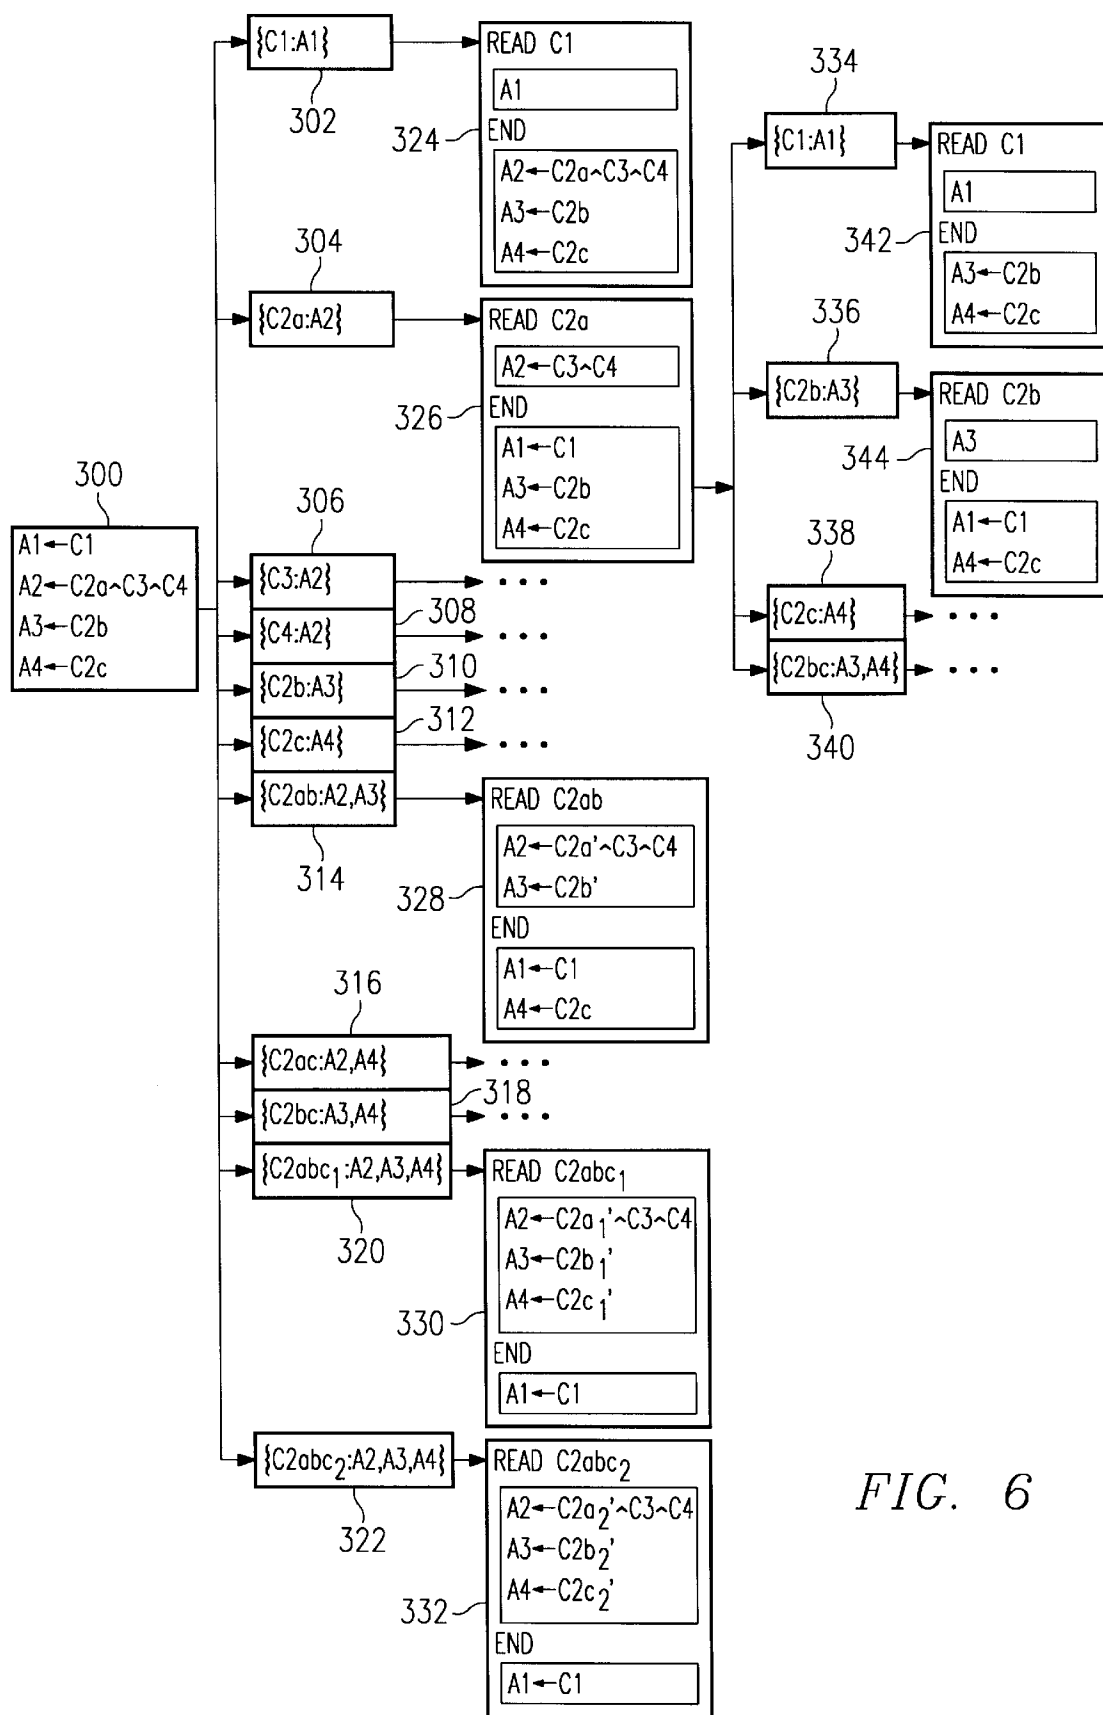 300
A1←C1
A2←C2a^C3^C4
A3←C2b
A4←C2c
{C1:A1}
302
304
{C2a:A2}
306
{C3:A2}
{C4:A2}
308
{C2b:A3}
310
{C2c:A4}
312
{C2ab:A2,A3}
314
316
{C2ac:A2,A4}
{C2bc:A3,A4}
318
{C2abc₁:A2,A3,A4}
320
{C2abc₂:A2,A3,A4}
322
READ C1
A1
END
A2←C2a^C3^C4
A3←C2b
A4←C2c
324
READ C2a
A2←C3^C4
END
A1←C1
A3←C2b
A4←C2c
326
• • •
• • •
• • •
• • •
READ C2ab
A2←C2a'^C3^C4
A3←C2b'
END
A1←C1
A4←C2c
328
• • •
• • •
READ C2abc₁
A2←C2a₁'^C3^C4
A3←C2b₁'
A4←C2c₁'
END
A1←C1
330
READ C2abc₂
A2←C2a₂'^C3^C4
A3←C2b₂'
A4←C2c₂'
END
A1←C1
332
334
{C1:A1}
336
{C2b:A3}
338
{C2c:A4}
{C2bc:A3,A4}
340
READ C1
A1
END
A3←C2b
A4←C2c
342
READ C2b
A3
END
A1←C1
A4←C2c
344
• • •
• • •
FIG. 6